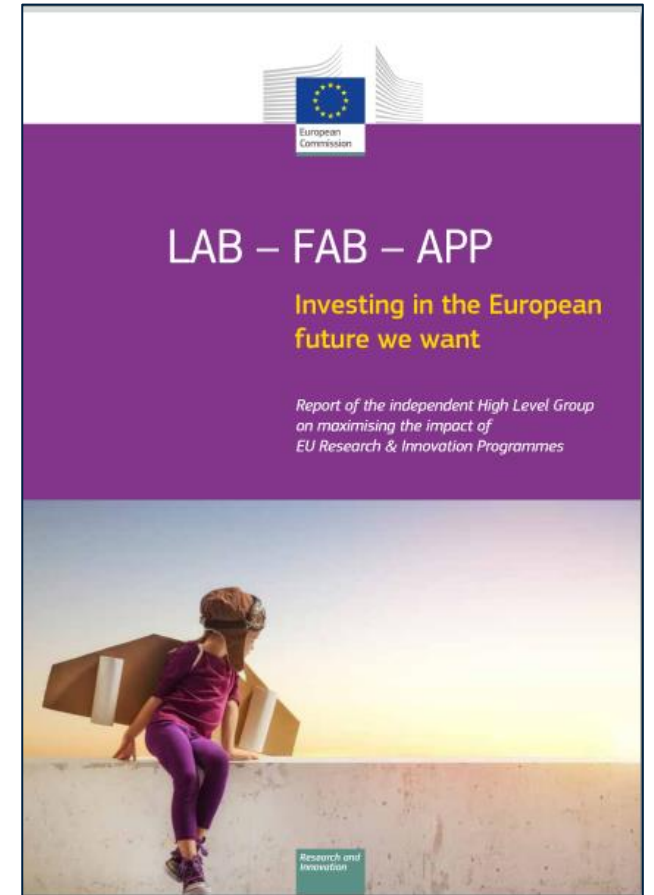 European
Commission
LAB – FAB – APP
Investing in the European
future we want
Report of the independent High Level Group
on maximising the impact of
EU Research & Innovation Programmes
Research and
Innovation